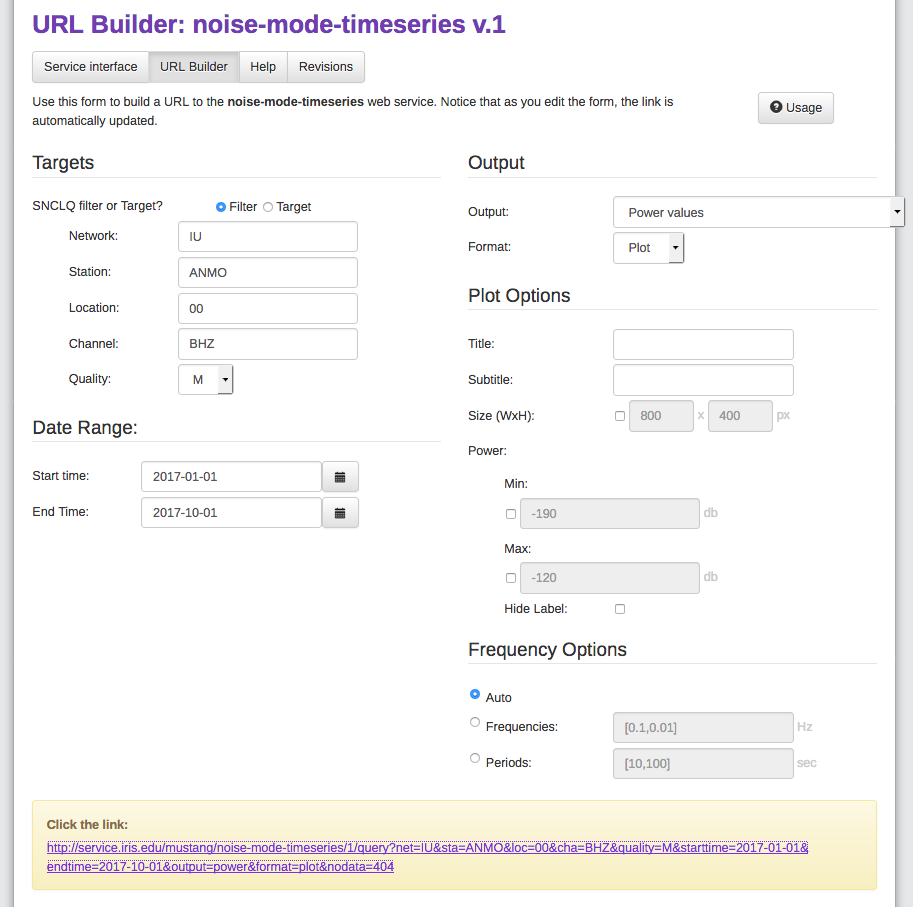 URL Builder: noise-mode-timeseries v.1
Service interface
URL Builder
Help
Revisions
Use this form to build a URL to the noise-mode-timeseries web service. Notice that as you edit the form, the link is
automatically updated.
Usage
Targets
SNCLQ filter or Target? Filter Target
Network: IU
Station: ANMO
Location: 00
Channel: BHZ
Quality: M
Date Range:
Start time: 2017-01-01
End Time: 2017-10-01
Output
Output: Power values
Format: Plot
Plot Options
Title:
Subtitle:
Size (WxH): 800 x 400 px
Power:
Min:
-190 db
Max:
-120 db
Hide Label:
Frequency Options
Auto
Frequencies: [0.1,0.01] Hz
Periods: [10,100] sec
Click the link:
http://service.iris.edu/mustang/noise-mode-timeseries/1/query?net=IU&sta=ANMO&loc=00&cha=BHZ&quality=M&starttime=2017-01-01&
endtime=2017-10-01&output=power&format=plot&nodata=404